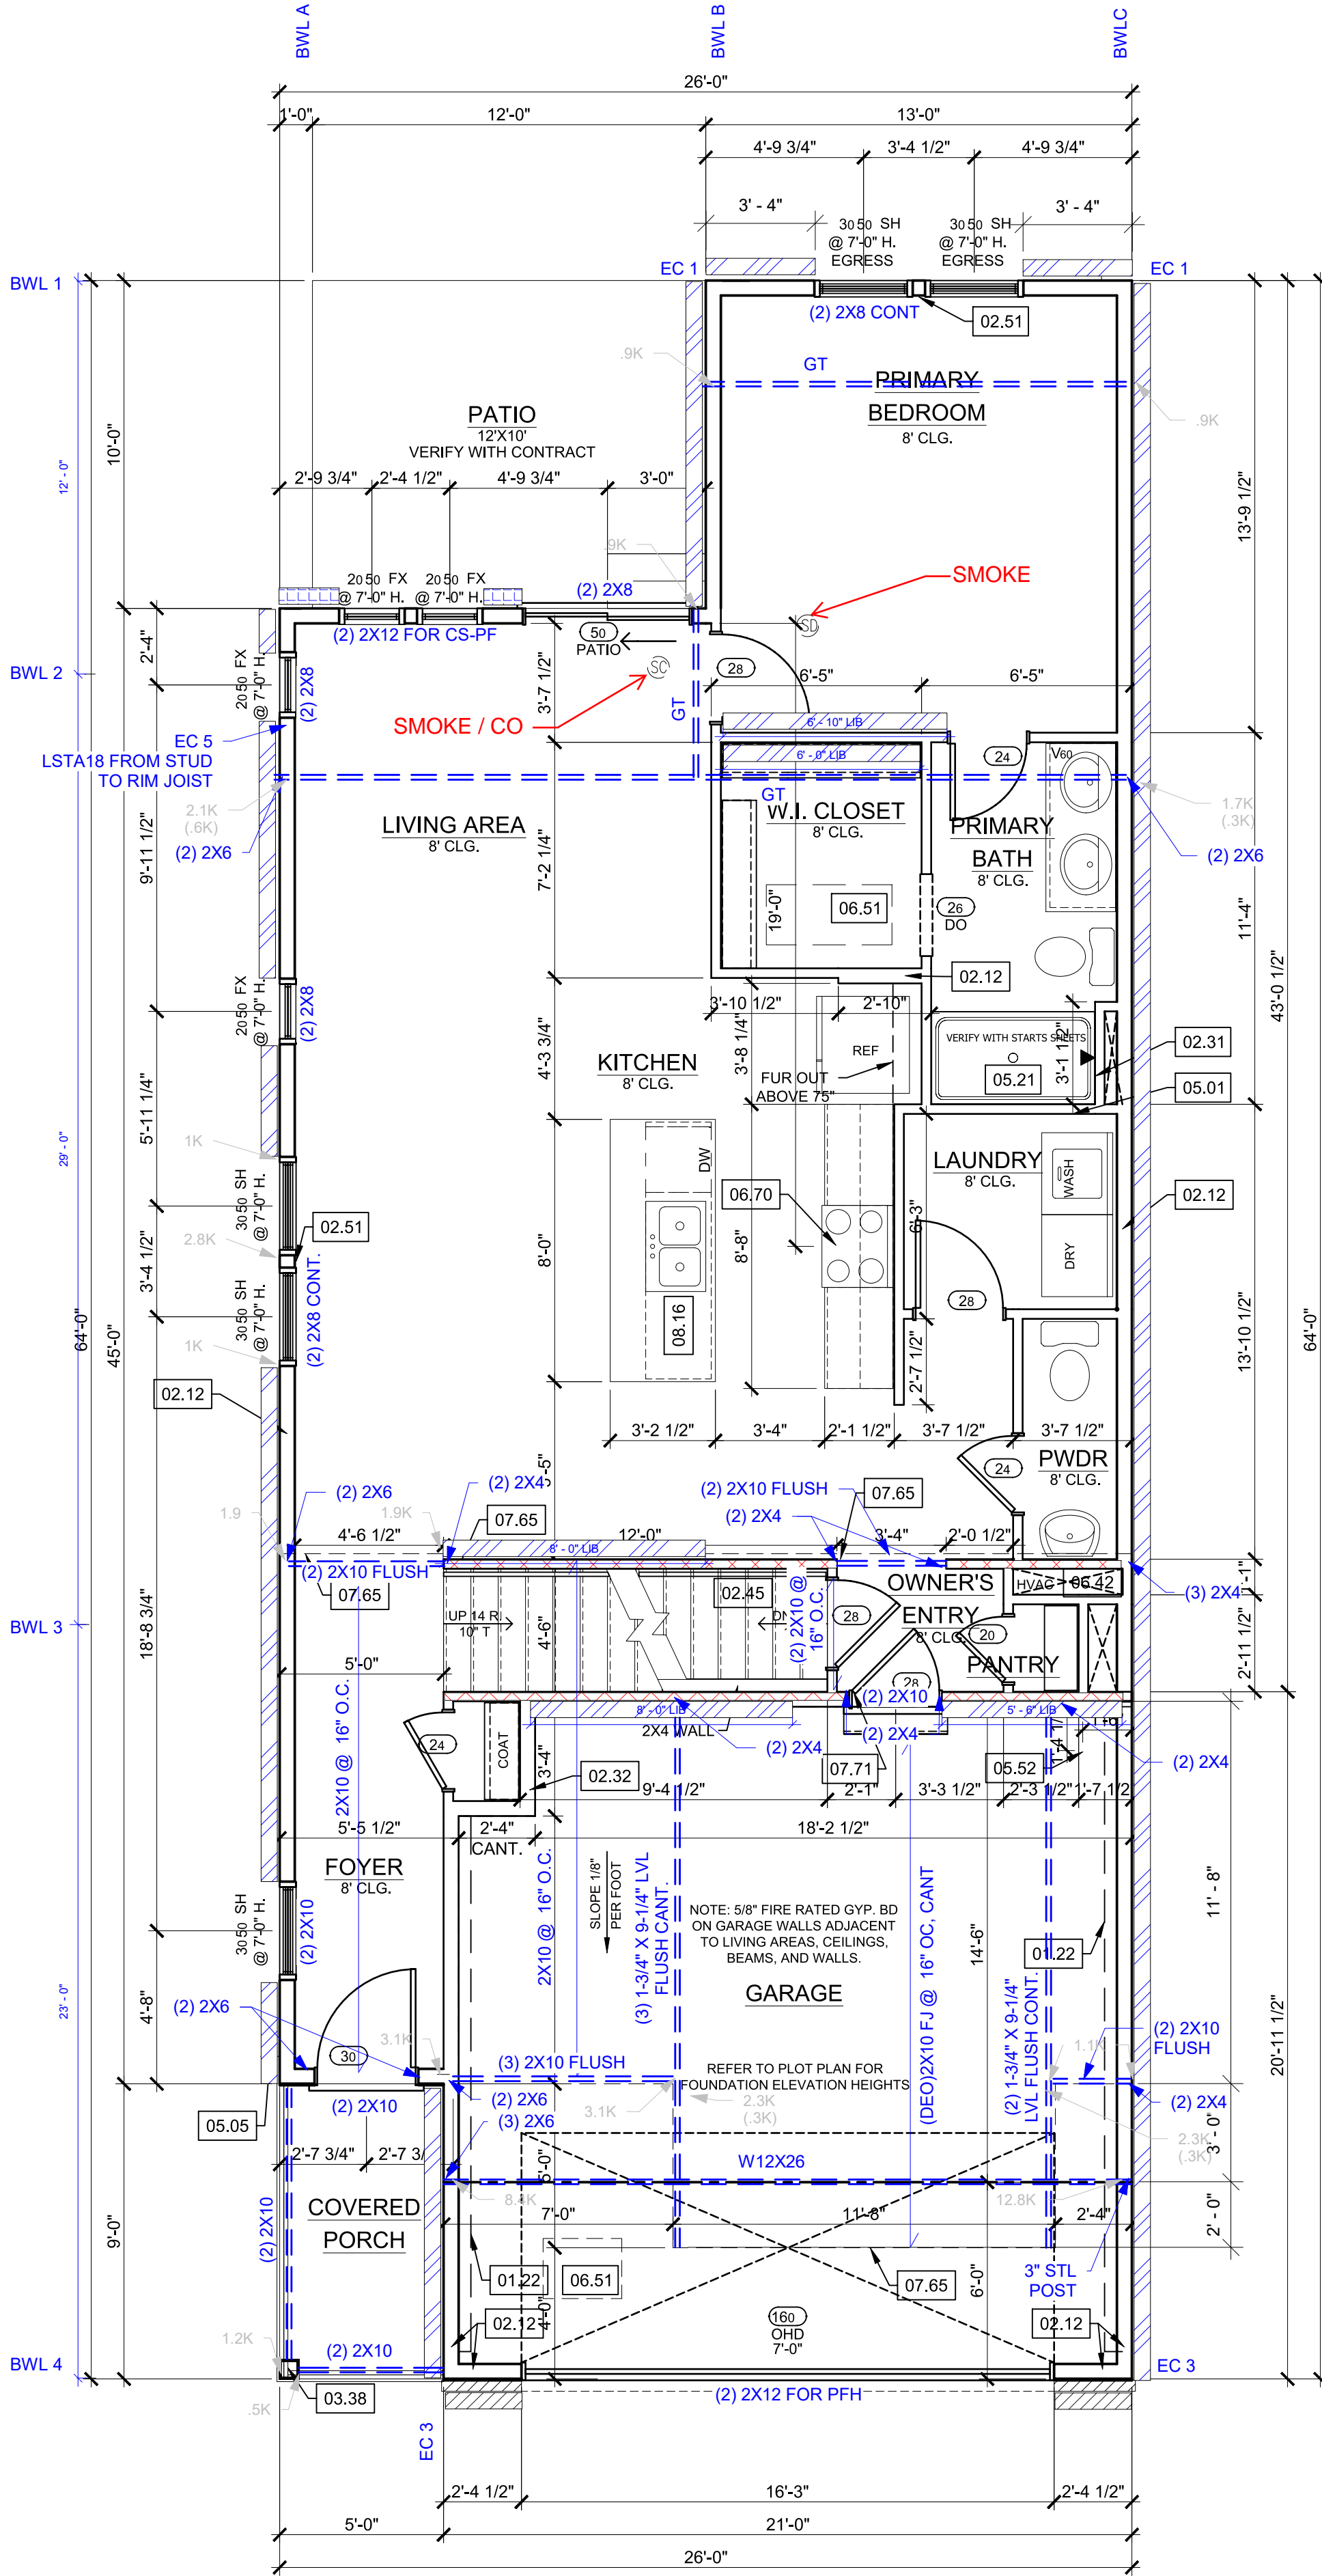 BWL A
BWL B
BWLC
26'-0"
1'-0"
12'-0"
13'-0"
4'-9 3/4"
3'-4 1/2"
4'-9 3/4"
3' - 4"
3' - 4"
3050 SH
@ 7'-0" H.
EGRESS
3050 SH
@ 7'-0" H.
EGRESS
EC 1
EC 1
BWL 1
(2) 2X8 CONT
02.51
.9K
GT
PRIMARY
BEDROOM
8' CLG.
.9K
PATIO
12'X10'
VERIFY WITH CONTRACT
10'-0"
12' - 0"
2'-9 3/4"
2'-4 1/2"
4'-9 3/4"
3'-0"
13'-9 1/2"
.9K
SMOKE
2050 FX
@ 7'-0" H.
2050 FX
@ 7'-0" H.
(2) 2X8
SD
(2) 2X12 FOR CS-PF
50
PATIO
SC
28
2'-4"
BWL 2
2050 FX
@ 7'-0" H.
(2) 2X8
3'-7 1/2"
6'-5"
6'-5"
GT
SMOKE / CO
6' - 10" LIB
EC 5
LSTA18 FROM STUD
TO RIM JOIST
6' - 0" LIB
24
V60
GT
2.1K
(.6K)
1.7K
(.3K)
LIVING AREA
8' CLG.
W.I. CLOSET
8' CLG.
PRIMARY
BATH
8' CLG.
(2) 2X6
(2) 2X6
9'-11 1/2"
7'-2 1/4"
19'-0"
06.51
26
DO
11'-4"
43'-0 1/2"
02.12
2050 FX
@ 7'-0" H.
(2) 2X8
3'-10 1/2"
2'-10"
4'-3 3/4"
3'-8 1/4"
REF
VERIFY WITH STARTS SHEETS
3'-1 1/2"
02.31
KITCHEN
8' CLG.
FUR OUT
ABOVE 75"
05.21
05.01
5'-11 1/4"
29' - 0"
1K
DW
LAUNDRY
8' CLG.
WASH
06.70
02.12
3050 SH
@ 7'-0" H.
02.51
2.8K
6'-3"
8'-0"
8'-8"
DRY
3'-4 1/2"
3050 SH
@ 7'-0" H.
(2) 2X8 CONT.
28
08.16
64'-0"
45'-0"
1K
64'-0"
13'-10 1/2"
02.12
2'-7 1/2"
3'-2 1/2"
3'-4"
2'-1 1/2"
3'-7 1/2"
3'-7 1/2"
PWDR
8' CLG.
24
(2) 2X6
(2) 2X4
(2) 2X10 FLUSH
07.65
1.9
1.9K
07.65
(2) 2X4
4'-6 1/2"
12'-0"
3'-4"
2'-0 1/2"
8' - 0" LIB
(2) 2X10 FLUSH
07.65
02.45
(2) 2X10 @
16" O.C.
OWNER'S
ENTRY
8' CLG.
HVAC
06.42
(3) 2X4
UP 14 R
10" T
4'-6"
28
20
PANTRY
BWL 3
18'-8 3/4"
2'-11 1/2"
5'-0"
28
(2) 2X10
8' - 0" LIB
5' - 6" LIB
2X4 WALL
(2) 2X4
(2) 2X4
(2) 2X4
2X10 @ 16" O.C.
24
COAT
3'-4"
02.32
07.71
05.52
9'-4 1/2"
2'-1"
3'-3 1/2"
2'-3 1/2"
1'-7 1/2
5'-5 1/2"
2'-4"
CANT.
18'-2 1/2"
FOYER
8' CLG.
2X10 @ 16" O.C.
SLOPE 1/8"
PER FOOT
(3) 1-3/4" X 9-1/4" LVL
FLUSH CANT.
NOTE: 5/8" FIRE RATED GYP. BD
ON GARAGE WALLS ADJACENT
TO LIVING AREAS, CEILINGS,
BEAMS, AND WALLS.
GARAGE
(DEO)2X10 FJ @ 16" OC, CANT
14'-6"
11' - 8"
01.22
3050 SH
@ 7'-0" H.
(2) 2X10
4'-8"
23' - 0"
(2) 2X6
3.1K
30
(3) 2X10 FLUSH
REFER TO PLOT PLAN FOR
FOUNDATION ELEVATION HEIGHTS
(2) 1-3/4" X 9-1/4"
LVL FLUSH CONT.
1.1K
(2) 2X10
FLUSH
20'-11 1/2"
(2) 2X6
(3) 2X6
3.1K
2.3K
(.3K)
(2) 2X4
05.05
(2) 2X10
2'-7 3/4"
2'-7 3/
2.3K
(.3K)
3' - 0"
W12X26
8.4K
12.8K
COVERED
PORCH
(2) 2X10
9'-0"
7'-0"
11'-8"
2'-4"
2' - 0"
01.22
06.51
07.65
6'-0"
3" STL
POST
4'-0"
02.12
160
OHD
7'-0"
02.12
1.2K
(2) 2X10
BWL 4
EC 3
03.38
.5K
(2) 2X12 FOR PFH
EC 3
2'-4 1/2"
16'-3"
2'-4 1/2"
5'-0"
21'-0"
26'-0"